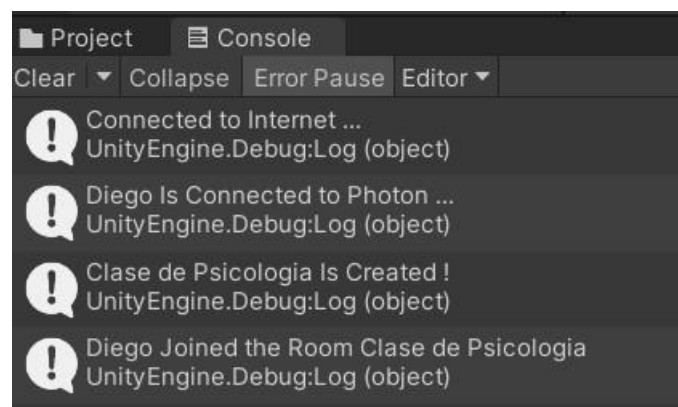 Project Console
Clear Collapse Error Pause Editor
Connected to Internet ...
UnityEngine.Debug:Log (object)
Diego Is Connected to Photon ...
UnityEngine.Debug:Log (object)
Clase de Psicologia Is Created !
UnityEngine.Debug:Log (object)
Diego Joined the Room Clase de Psicologia
UnityEngine.Debug:Log (object)